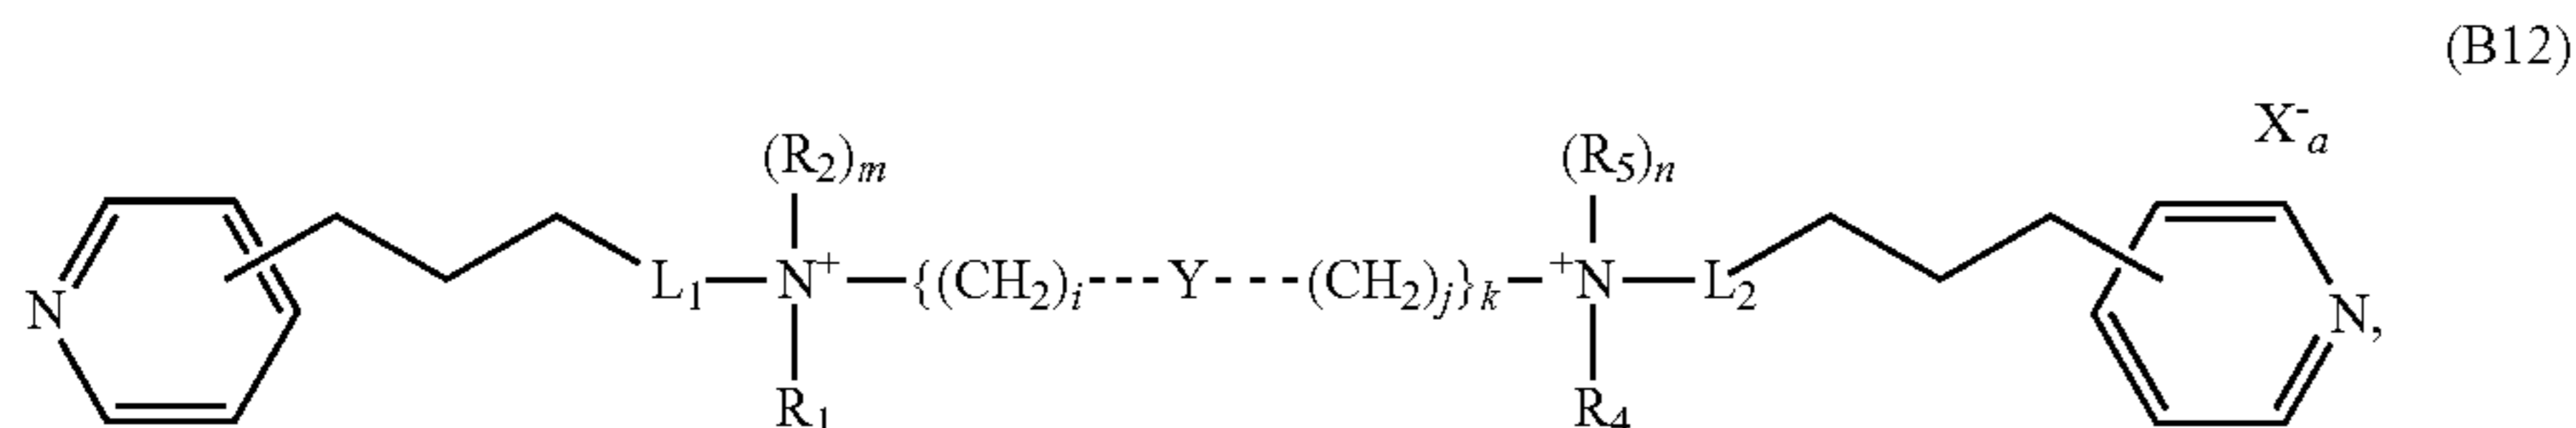 (B12)
X⁻ₐ
(R₂)ₘ (R₅)ₙ
N L₁—N⁺—{(CH₂)ᵢ---Y---(CH₂)ⱼ}ₖ—⁺N—L₂ N,
R₁ R₄